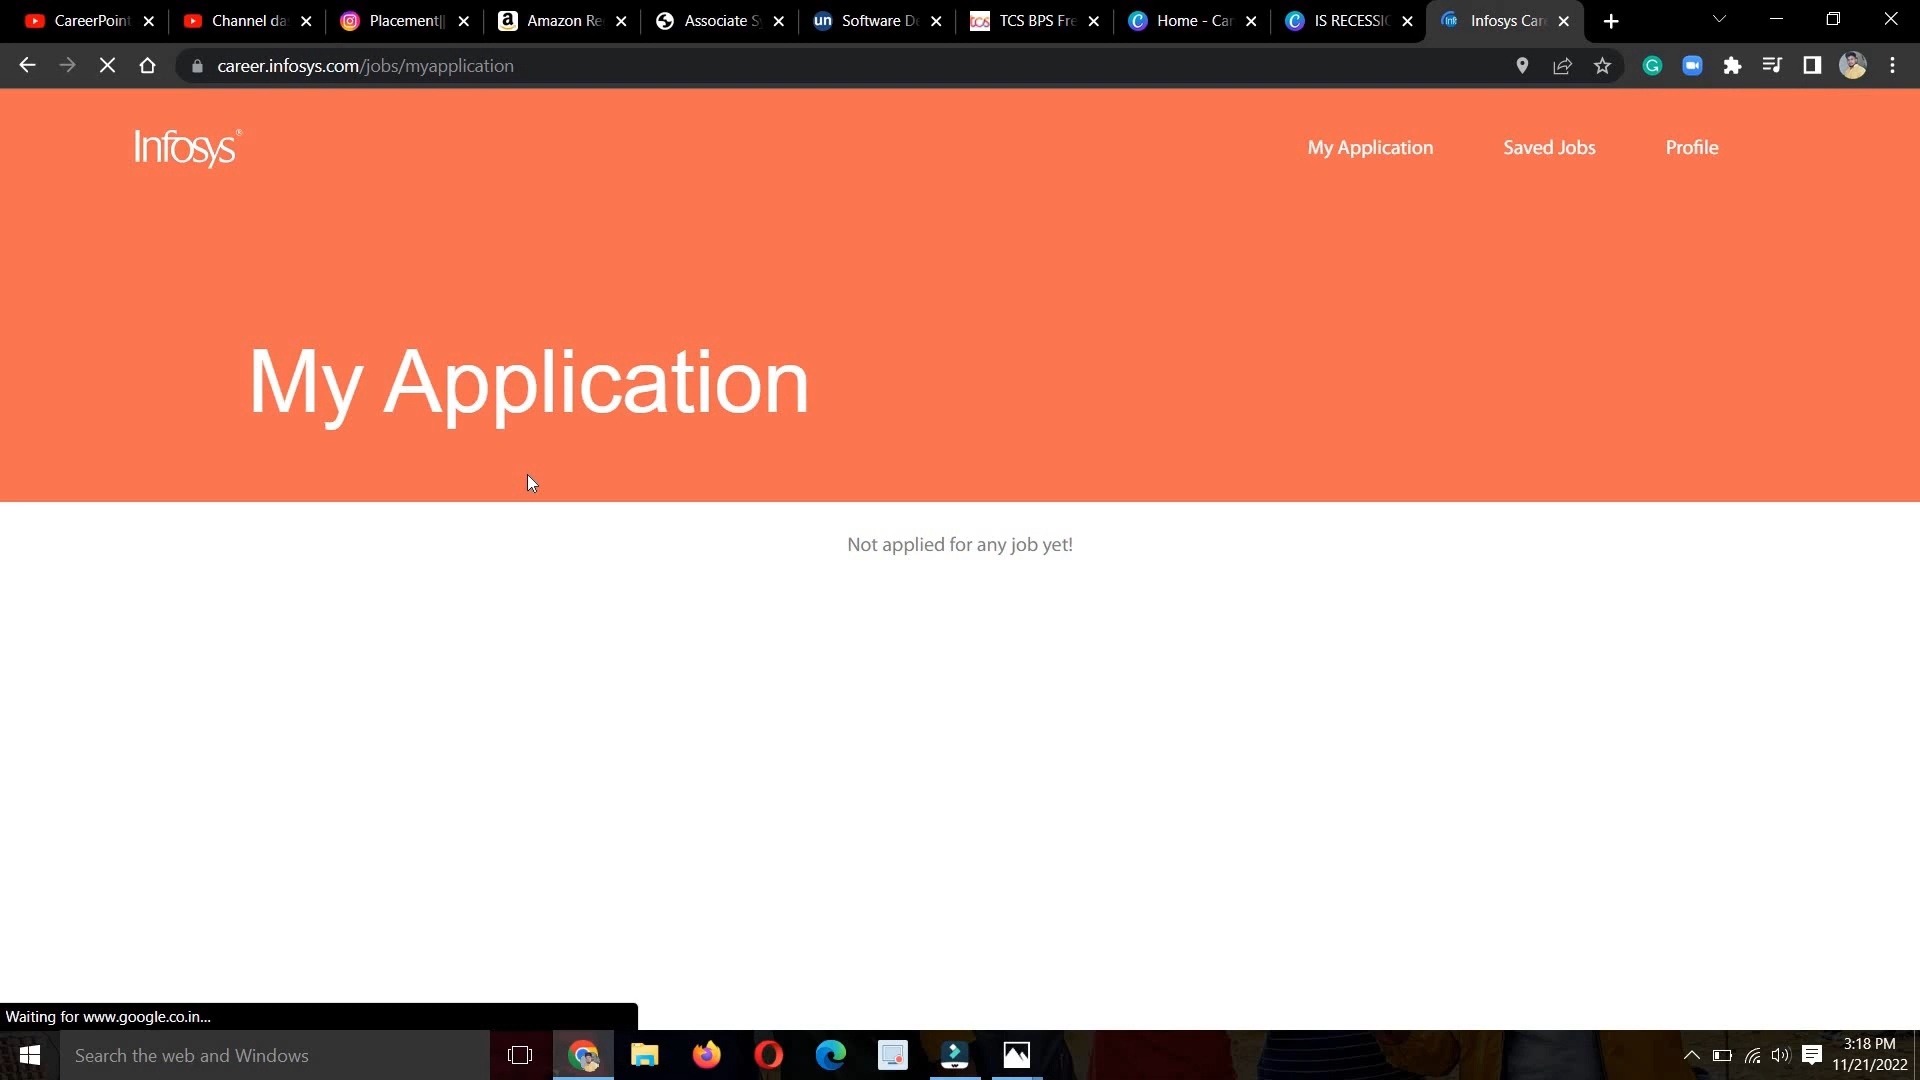 CareerPoint
Channel da
Placement||
Amazon Re
Associate S
Software De
TCS BPS Fre
Home - Car
IS RECESSIO
Infosys Care
career.infosys.com/jobs/myapplication
Infosys®
My Application
Saved Jobs
Profile
My Application
Not applied for any job yet!
Waiting for www.google.co.in...
Search the web and Windows
3:18 PM
11/21/2022